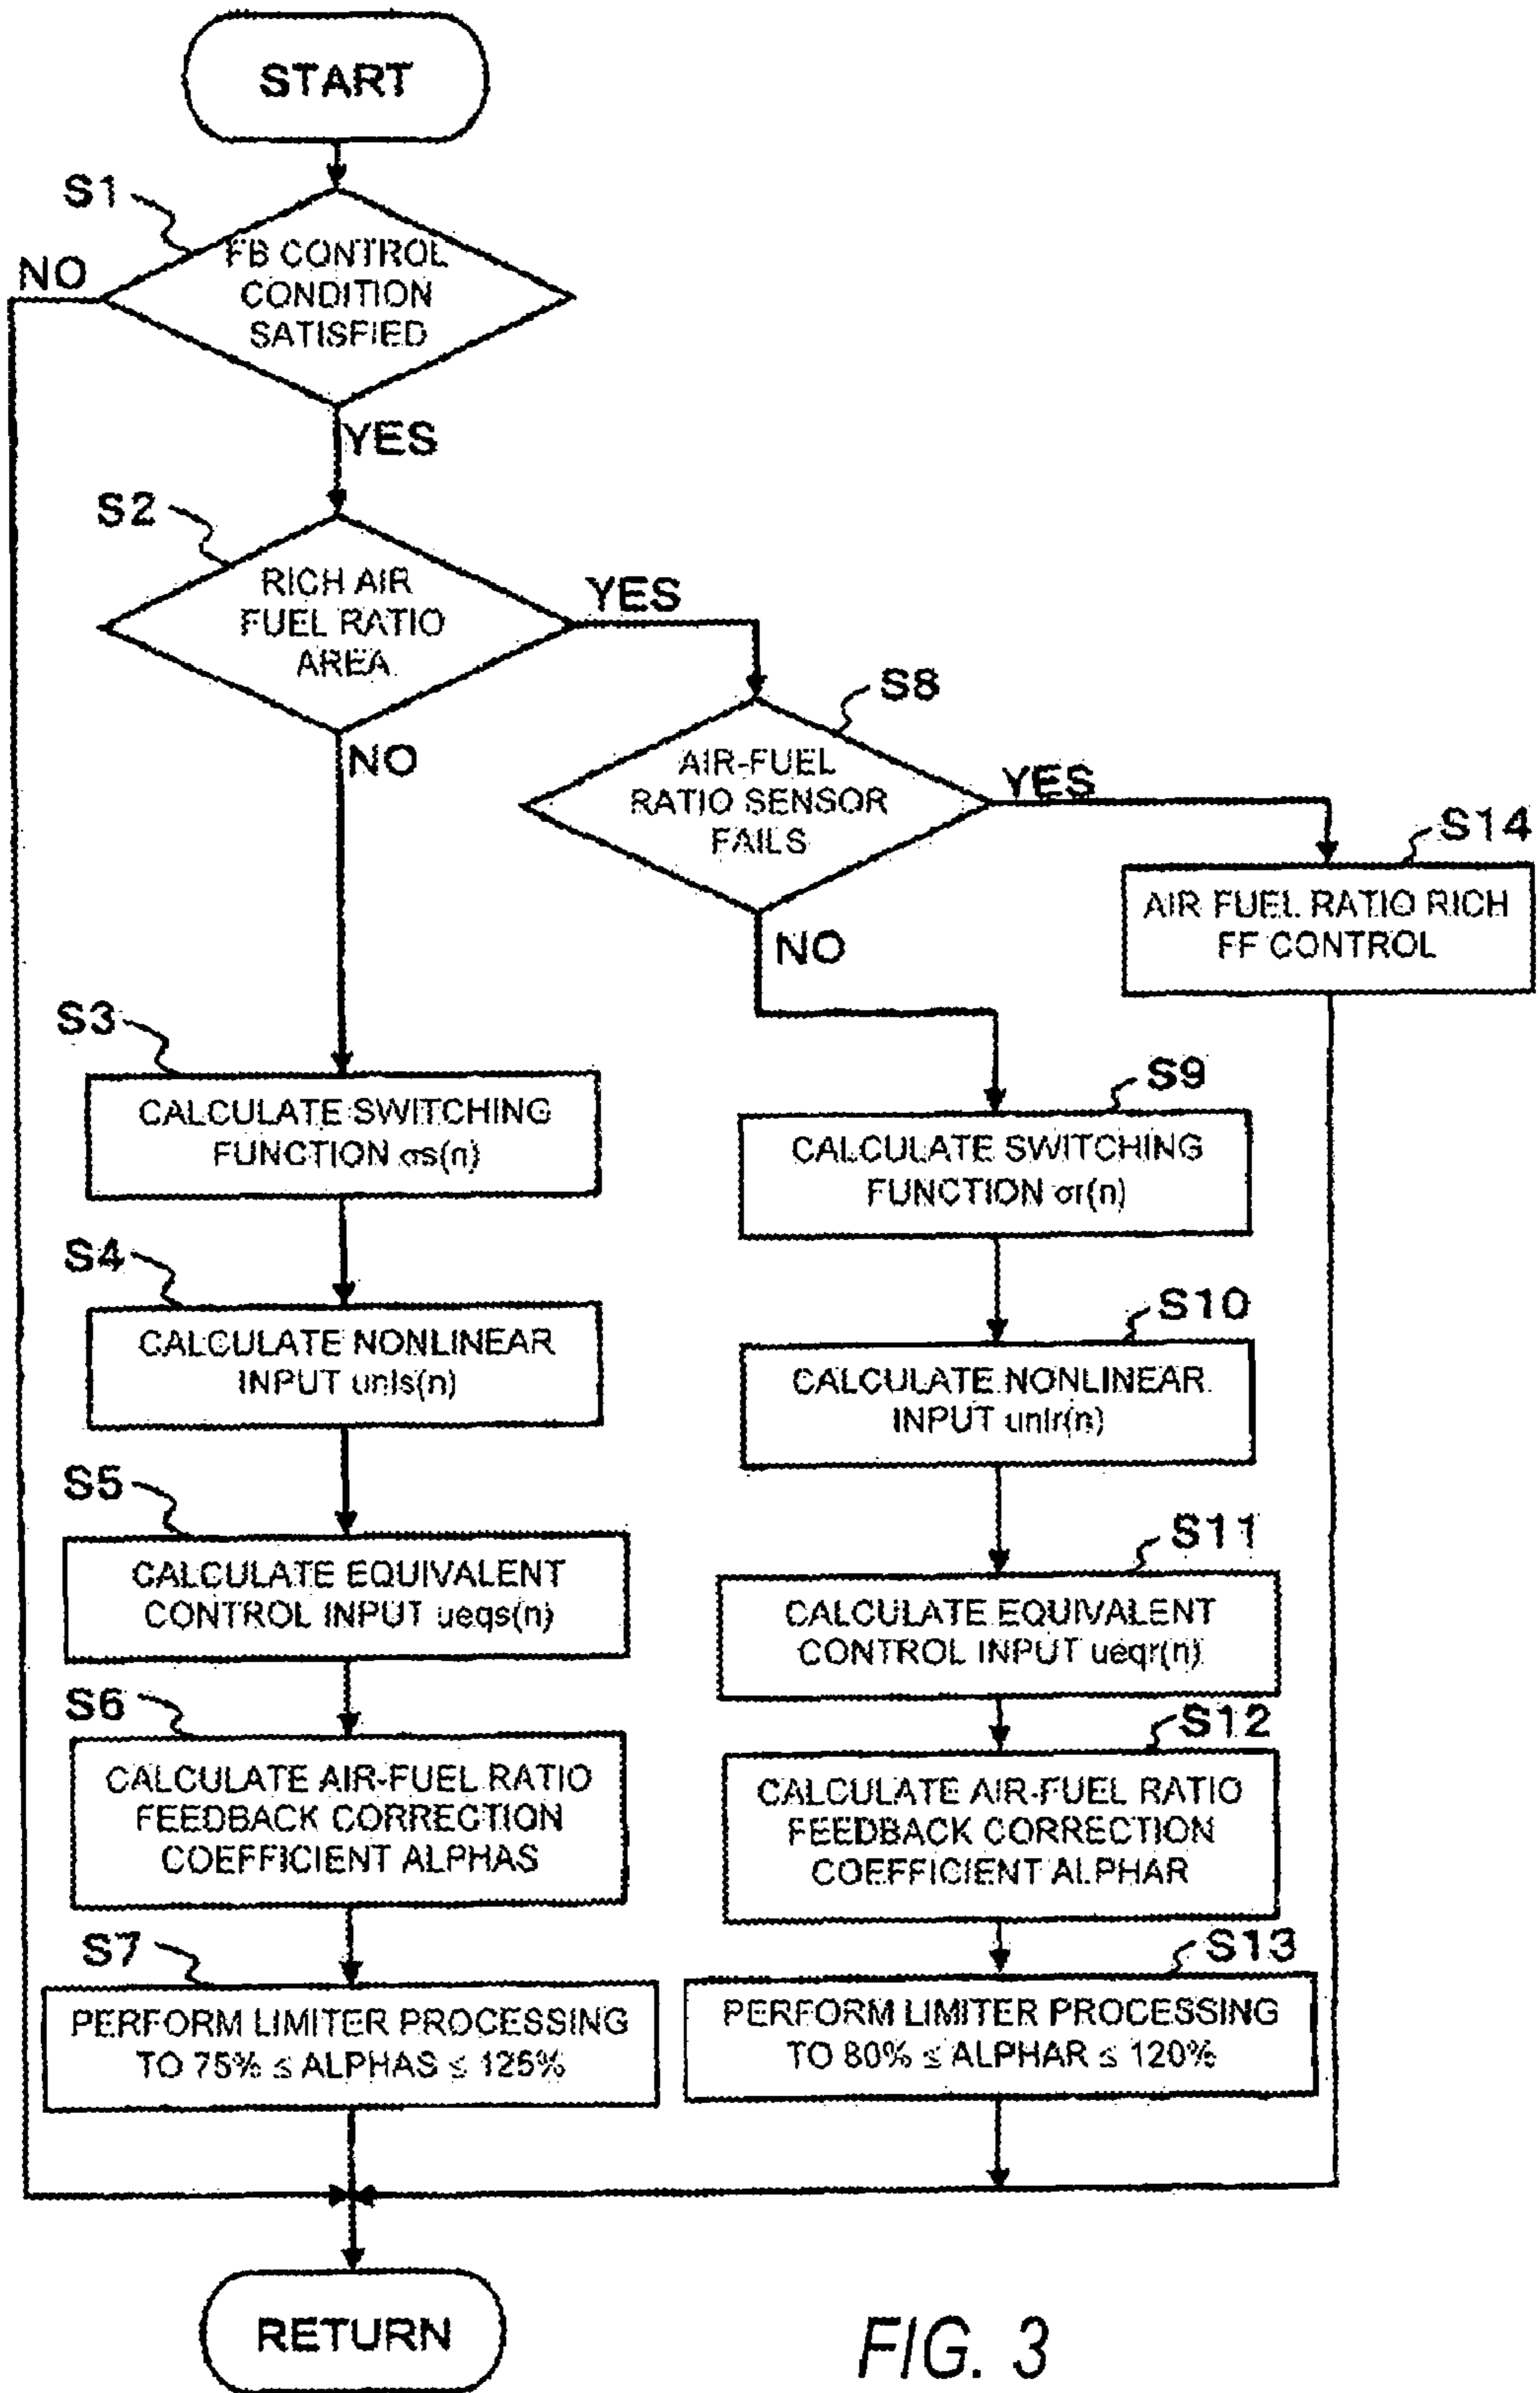 START
S1
NO
FB CONTROL
CONDITION
SATISFIED
YES
S2
RICH AIR
FUEL RATIO
AREA
YES
NO
S8
AIR-FUEL
RATIO SENSOR
FAILS
YES
NO
S14
AIR FUEL RATIO RICH
FF CONTROL
S3
CALCULATE SWITCHING
FUNCTION σs(n)
S9
CALCULATE SWITCHING
FUNCTION σr(n)
S4
CALCULATE NONLINEAR
INPUT unls(n)
S10
CALCULATE NONLINEAR
INPUT unlr(n)
S5
CALCULATE EQUIVALENT
CONTROL INPUT ueqs(n)
S11
CALCULATE EQUIVALENT
CONTROL INPUT ueqr(n)
S6
CALCULATE AIR-FUEL RATIO
FEEDBACK CORRECTION
COEFFICIENT ALPHAS
S12
CALCULATE AIR-FUEL RATIO
FEEDBACK CORRECTION
COEFFICIENT ALPHAR
S7
PERFORM LIMITER PROCESSING
TO 75% ≤ ALPHAS ≤ 125%
S13
PERFORM LIMITER PROCESSING
TO 80% ≤ ALPHAR ≤ 120%
RETURN
FIG. 3